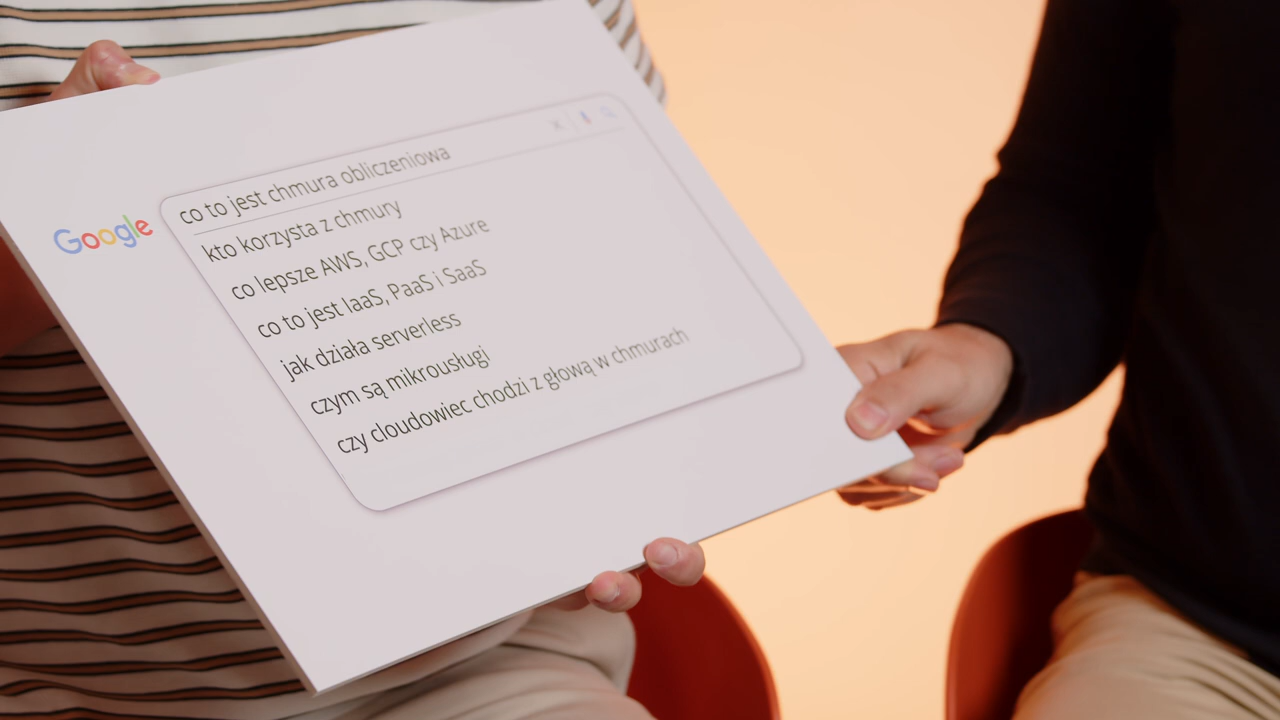 Google
co to jest chmura obliczeniowa
kto korzysta z chmury
co lepsze AWS, GCP czy Azure
co to jest IaaS, PaaS i SaaS
jak działa serverless
czym są mikrousługi
czy cloudowiec chodzi z głową w chmurach